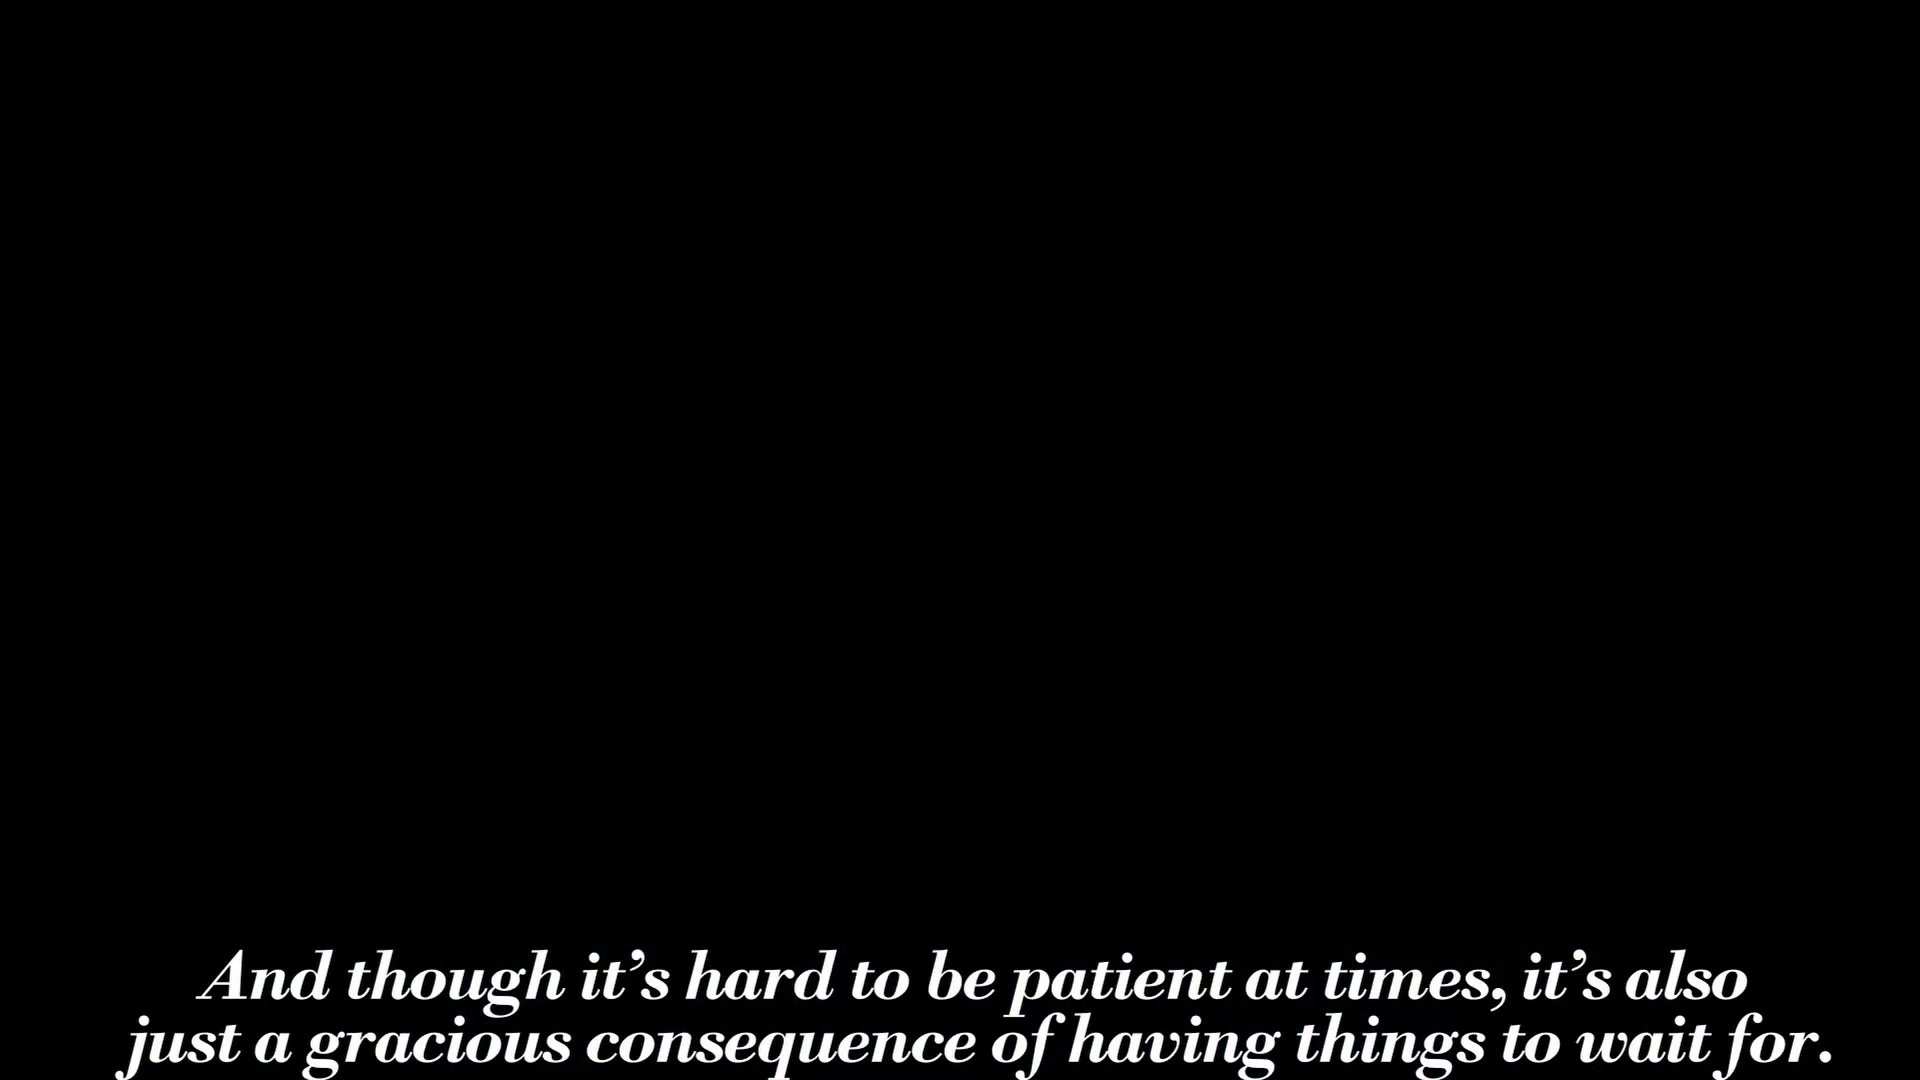 And though it’s hard to be patient at times, it’s also
just a gracious consequence of having things to wait for.